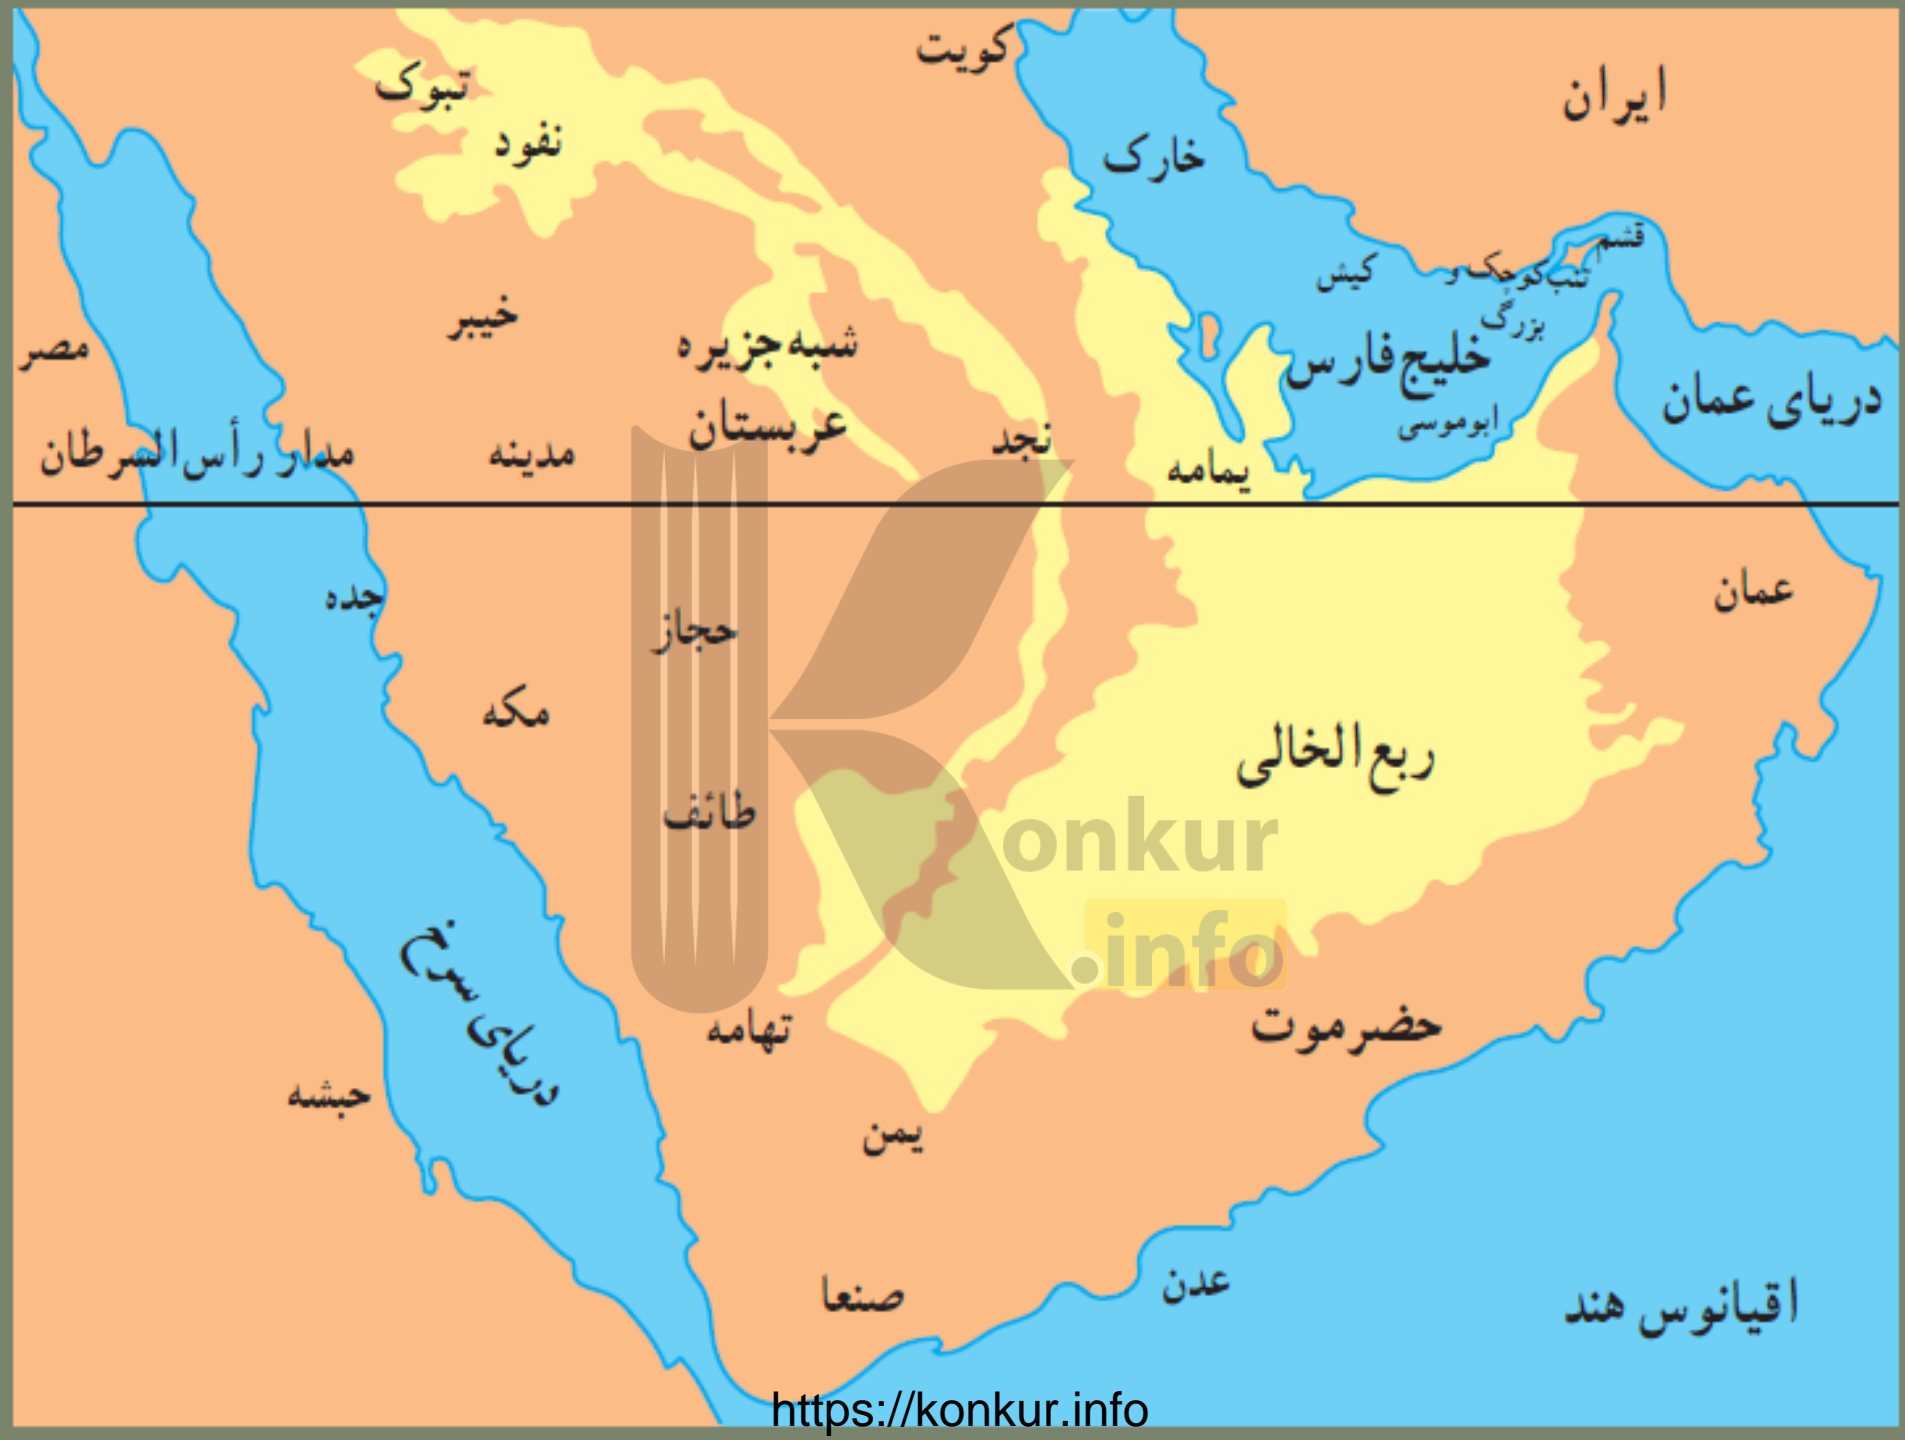 کویت
ایران
تبوک
نفود
خارک
قشم
کیش
تنب‌کوچک و
بزرگ
خیبر
شبه‌جزیره
عربستان
مصر
خلیج‌فارس
دریای عمان
ابوموسی
نجد
یمامه
مدینه
مدار رأس‌السرطان
عمان
جده
حجاز
مکه
ربع‌الخالی
طائف
Konkur
.info
دریای سرخ
تهامه
حضرموت
حبشه
یمن
صنعا
عدن
اقیانوس هند
https://konkur.info